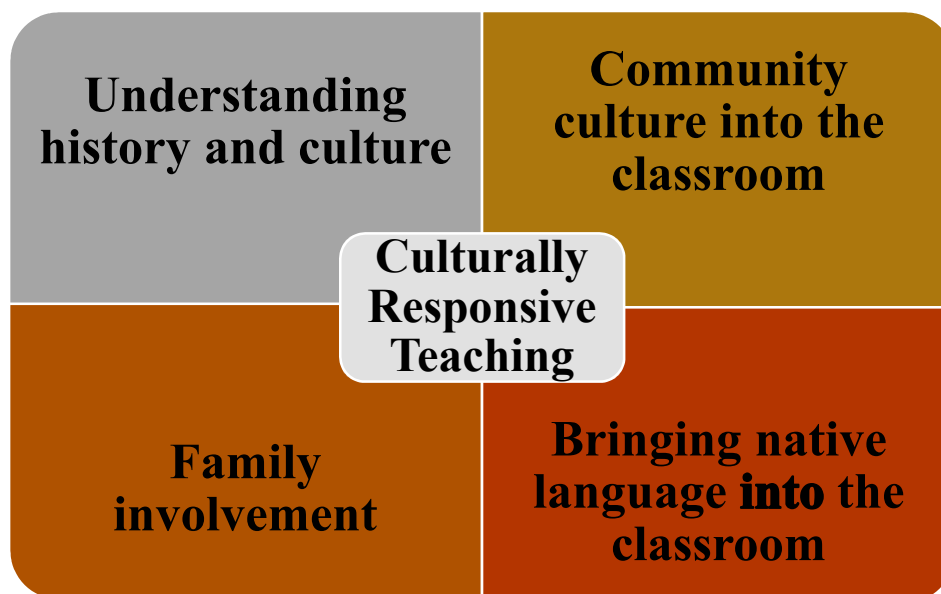 Understanding
history and culture
Community
culture into the
classroom
Culturally
Responsive
Teaching
Family
involvement
Bringing native
language into the
classroom